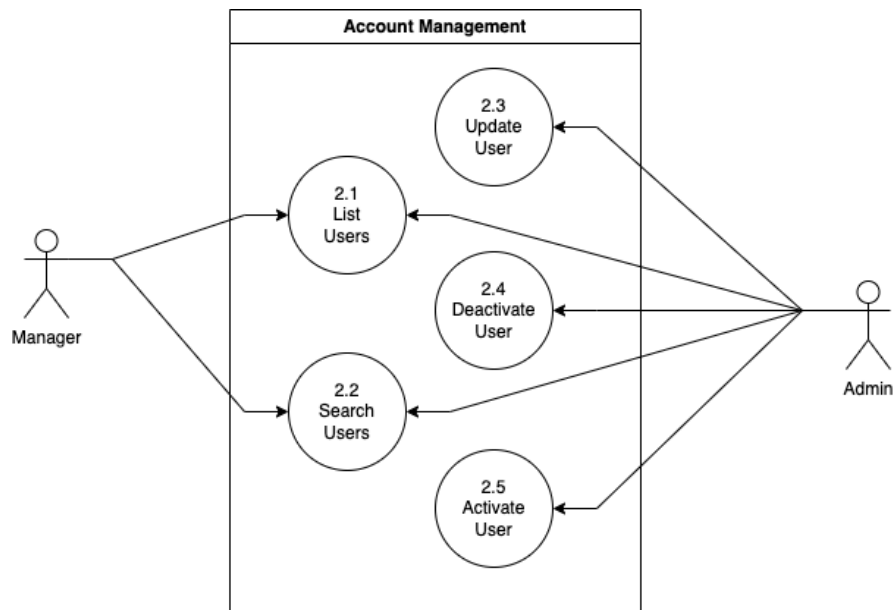 Account Management
2.3
Update
User
2.1
List
Users
2.4
Deactivate
User
Manager
Admin
2.2
Search
Users
2.5
Activate
User